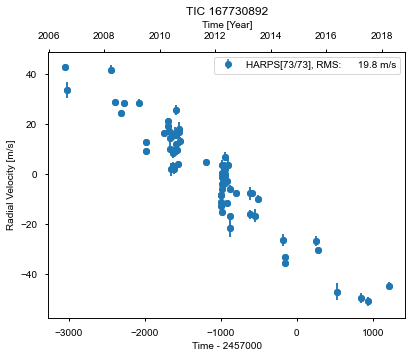 TIC 167730892
Time [Year]
2006 2008 2010 2012 2014 2016 2018
HARPS[73/73], RMS: 19.8 m/s
Radial Velocity [m/s]
40
20
0
−20
−40
−3000 −2000 −1000 0 1000
Time - 2457000